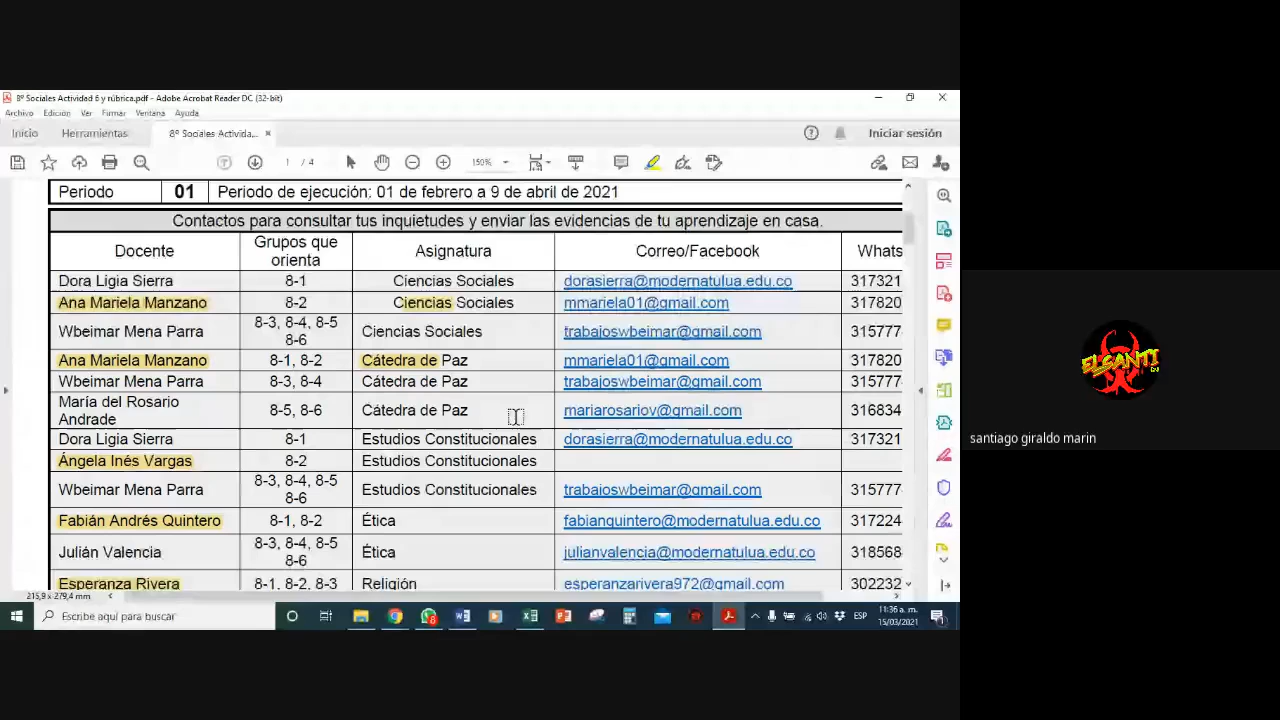 8º Sociales Actividad 6 y rúbrica.pdf - Adobe Acrobat Reader DC (32-bit)
Archivo Edición Ver Firmar Ventana Ayuda
Inicio Herramientas 8º Sociales Activida... × Iniciar sesión
1 / 4 150%
Periodo 01 Periodo de ejecución: 01 de febrero a 9 de abril de 2021
Contactos para consultar tus inquietudes y enviar las evidencias de tu aprendizaje en casa.
Docente Grupos que orienta Asignatura Correo/Facebook Whats
Dora Ligia Sierra 8-1 Ciencias Sociales dorasierra@modernatulua.edu.co 317321
Ana Mariela Manzano 8-2 Ciencias Sociales mmariela01@gmail.com 317820
Wbeimar Mena Parra 8-3, 8-4, 8-5 8-6 Ciencias Sociales trabajoswbeimar@gmail.com 315777
Ana Mariela Manzano 8-1, 8-2 Cátedra de Paz mmariela01@gmail.com 317820
Wbeimar Mena Parra 8-3, 8-4 Cátedra de Paz trabajoswbeimar@gmail.com 315777
María del Rosario Andrade 8-5, 8-6 Cátedra de Paz mariarosariov@gmail.com 316834
Dora Ligia Sierra 8-1 Estudios Constitucionales dorasierra@modernatulua.edu.co 317321
Ángela Inés Vargas 8-2 Estudios Constitucionales
Wbeimar Mena Parra 8-3, 8-4, 8-5 8-6 Estudios Constitucionales trabajoswbeimar@gmail.com 315777
Fabián Andrés Quintero 8-1, 8-2 Ética fabianquintero@modernatulua.edu.co 317224
Julián Valencia 8-3, 8-4, 8-5 8-6 Ética julianvalencia@modernatulua.edu.co 318568
Esperanza Rivera 8-1, 8-2, 8-3 Religión esperanzarivera972@gmail.com 302232
215,9 x 279,4 mm
Escribe aquí para buscar
ESP
11:36 a. m.
15/03/2021
ELSANTI
santiago giraldo marin